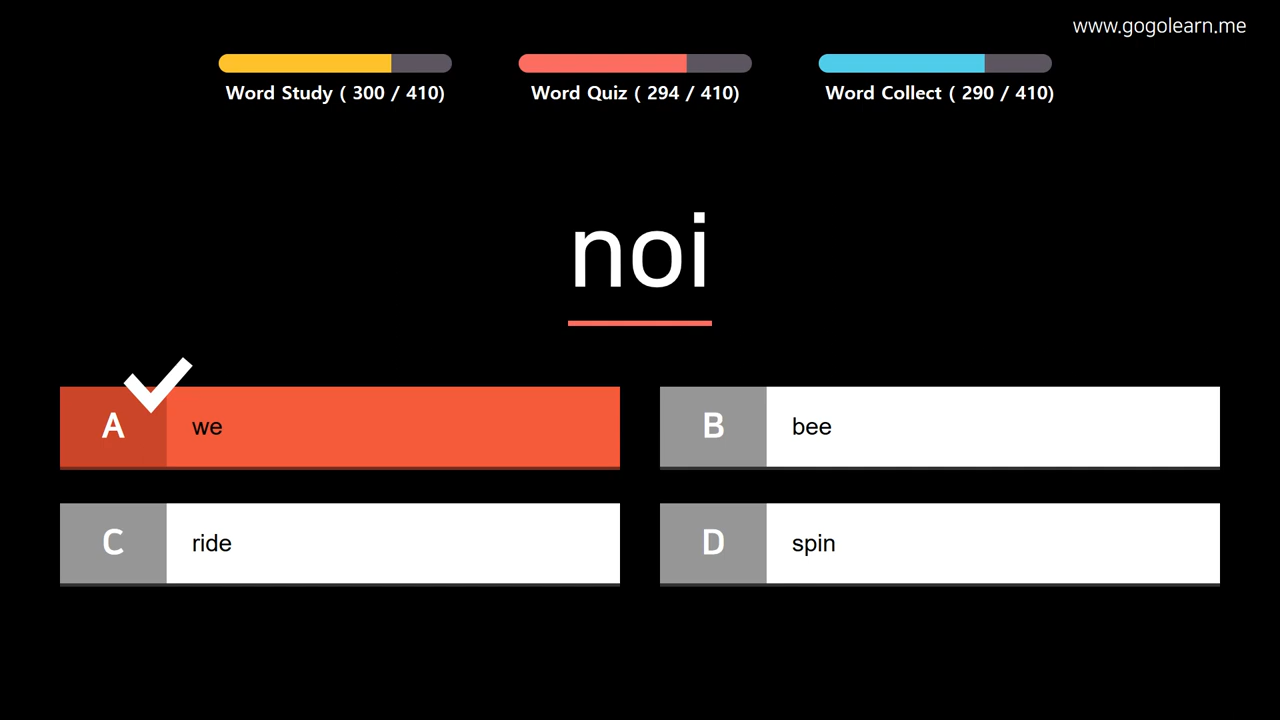 www.gogolearn.me
Word Study ( 300 / 410)
Word Quiz ( 294 / 410)
Word Collect ( 290 / 410)
noi
A we
B bee
C ride
D spin